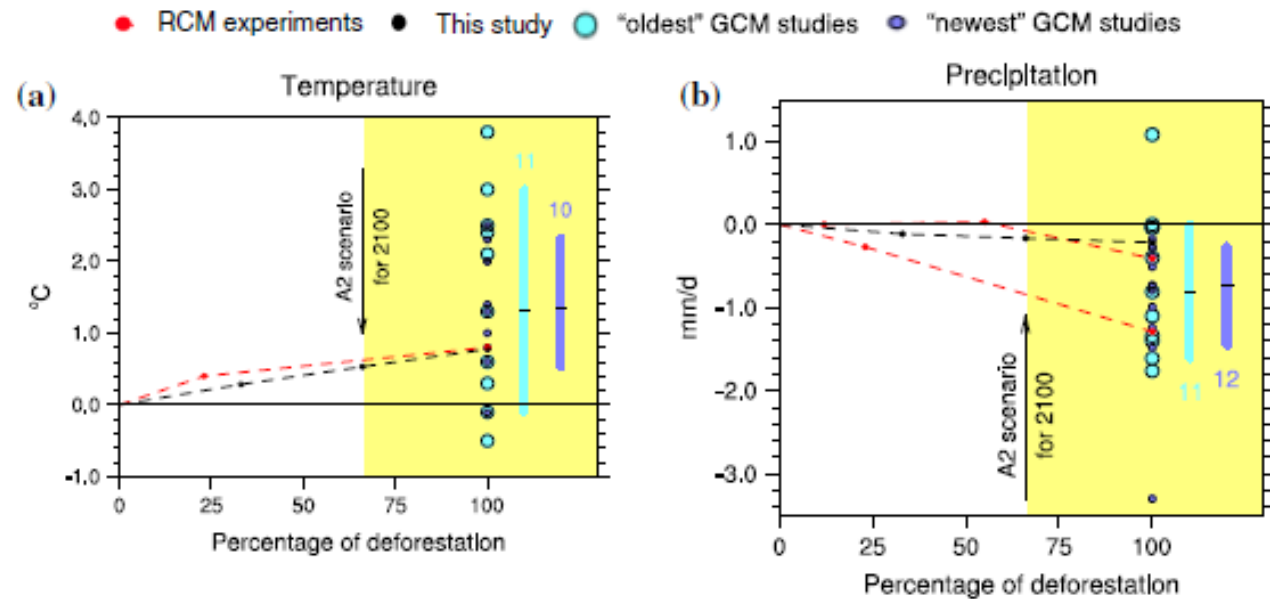 RCM experiments This study "oldest" GCM studies "newest" GCM studies
(a) Temperature
4.0
3.0
2.0
1.0
0.0
-1.0
°C
A2 scenario
for 2100
11
10
0 25 50 75 100
Percentage of deforestation
(b) Precipitation
1.0
0.0
-1.0
-2.0
-3.0
mm/d
A2 scenario
for 2100
11
12
0 25 50 75 100
Percentage of deforestation